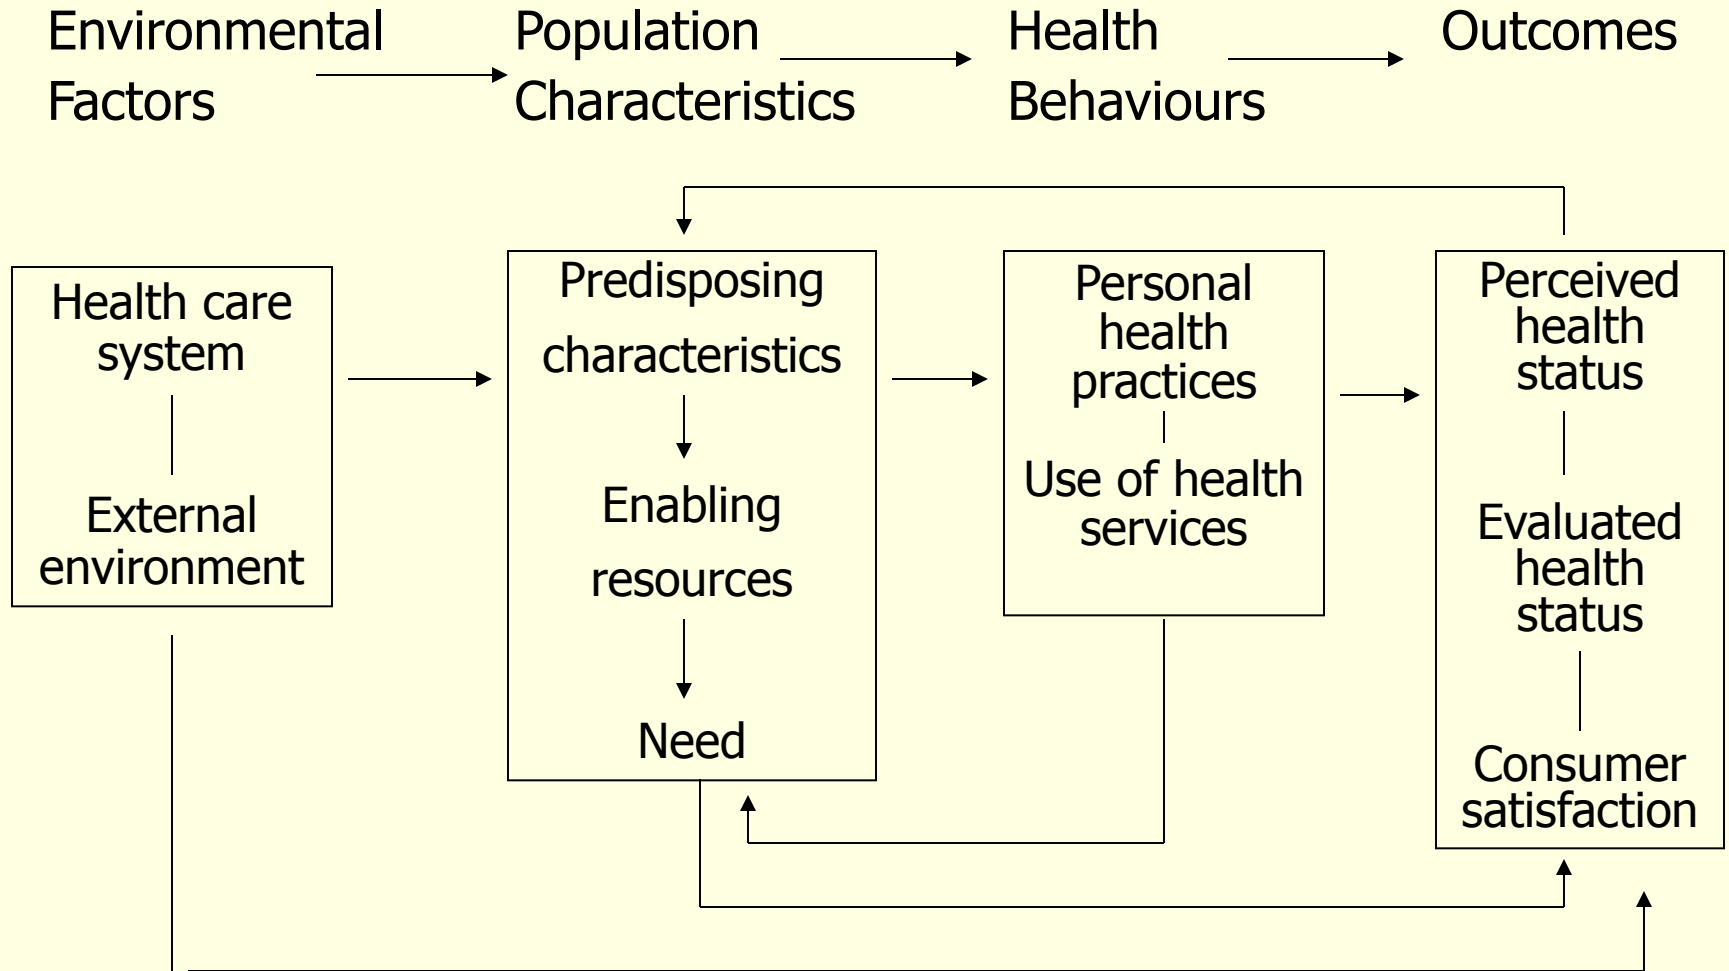 Environmental
Factors
Population
Characteristics
Health
Behaviours
Outcomes
Health care
system
External
environment
Predisposing
characteristics
Enabling
resources
Need
Personal
health
practices
Use of health
services
Perceived
health
status
Evaluated
health
status
Consumer
satisfaction